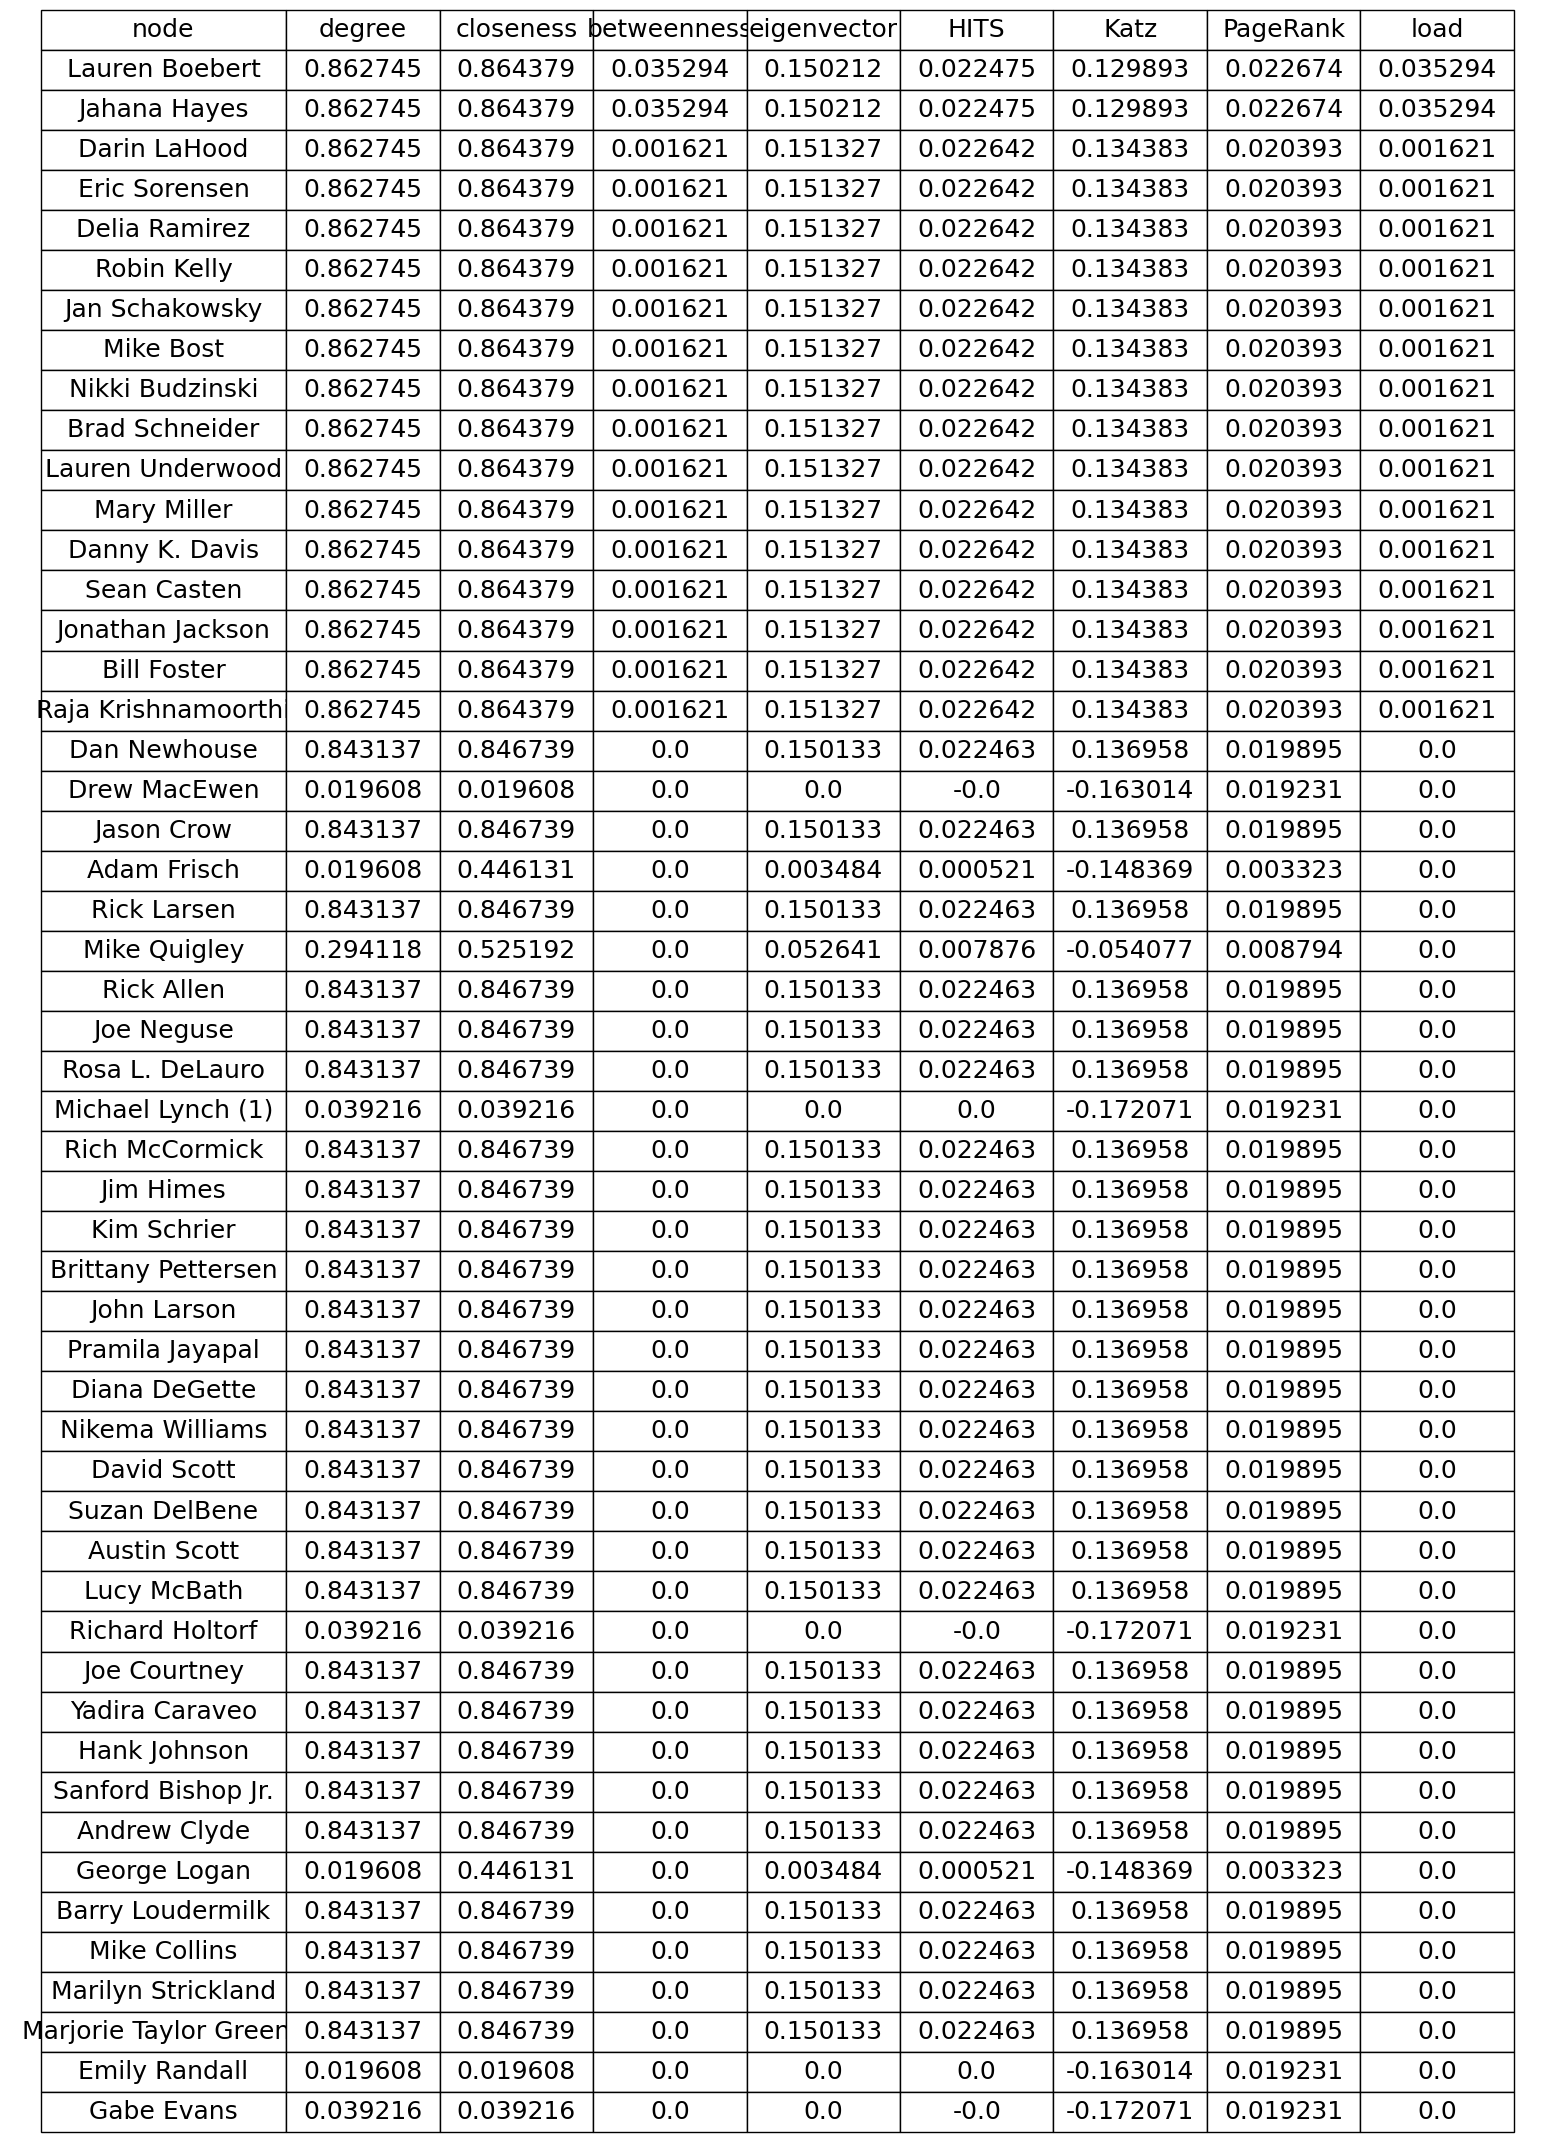 node degree closeness betweenness eigenvector HITS Katz PageRank load
Lauren Boebert 0.862745 0.864379 0.035294 0.150212 0.022475 0.129893 0.022674 0.035294
Jahana Hayes 0.862745 0.864379 0.035294 0.150212 0.022475 0.129893 0.022674 0.035294
Darin LaHood 0.862745 0.864379 0.001621 0.151327 0.022642 0.134383 0.020393 0.001621
Eric Sorensen 0.862745 0.864379 0.001621 0.151327 0.022642 0.134383 0.020393 0.001621
Delia Ramirez 0.862745 0.864379 0.001621 0.151327 0.022642 0.134383 0.020393 0.001621
Robin Kelly 0.862745 0.864379 0.001621 0.151327 0.022642 0.134383 0.020393 0.001621
Jan Schakowsky 0.862745 0.864379 0.001621 0.151327 0.022642 0.134383 0.020393 0.001621
Mike Bost 0.862745 0.864379 0.001621 0.151327 0.022642 0.134383 0.020393 0.001621
Nikki Budzinski 0.862745 0.864379 0.001621 0.151327 0.022642 0.134383 0.020393 0.001621
Brad Schneider 0.862745 0.864379 0.001621 0.151327 0.022642 0.134383 0.020393 0.001621
Lauren Underwood 0.862745 0.864379 0.001621 0.151327 0.022642 0.134383 0.020393 0.001621
Mary Miller 0.862745 0.864379 0.001621 0.151327 0.022642 0.134383 0.020393 0.001621
Danny K. Davis 0.862745 0.864379 0.001621 0.151327 0.022642 0.134383 0.020393 0.001621
Sean Casten 0.862745 0.864379 0.001621 0.151327 0.022642 0.134383 0.020393 0.001621
Jonathan Jackson 0.862745 0.864379 0.001621 0.151327 0.022642 0.134383 0.020393 0.001621
Bill Foster 0.862745 0.864379 0.001621 0.151327 0.022642 0.134383 0.020393 0.001621
Raja Krishnamoorthi 0.862745 0.864379 0.001621 0.151327 0.022642 0.134383 0.020393 0.001621
Dan Newhouse 0.843137 0.846739 0.0 0.150133 0.022463 0.136958 0.019895 0.0
Drew MacEwen 0.019608 0.019608 0.0 0.0 -0.0 -0.163014 0.019231 0.0
Jason Crow 0.843137 0.846739 0.0 0.150133 0.022463 0.136958 0.019895 0.0
Adam Frisch 0.019608 0.446131 0.0 0.003484 0.000521 -0.148369 0.003323 0.0
Rick Larsen 0.843137 0.846739 0.0 0.150133 0.022463 0.136958 0.019895 0.0
Mike Quigley 0.294118 0.525192 0.0 0.052641 0.007876 -0.054077 0.008794 0.0
Rick Allen 0.843137 0.846739 0.0 0.150133 0.022463 0.136958 0.019895 0.0
Joe Neguse 0.843137 0.846739 0.0 0.150133 0.022463 0.136958 0.019895 0.0
Rosa L. DeLauro 0.843137 0.846739 0.0 0.150133 0.022463 0.136958 0.019895 0.0
Michael Lynch (1) 0.039216 0.039216 0.0 0.0 0.0 -0.172071 0.019231 0.0
Rich McCormick 0.843137 0.846739 0.0 0.150133 0.022463 0.136958 0.019895 0.0
Jim Himes 0.843137 0.846739 0.0 0.150133 0.022463 0.136958 0.019895 0.0
Kim Schrier 0.843137 0.846739 0.0 0.150133 0.022463 0.136958 0.019895 0.0
Brittany Pettersen 0.843137 0.846739 0.0 0.150133 0.022463 0.136958 0.019895 0.0
John Larson 0.843137 0.846739 0.0 0.150133 0.022463 0.136958 0.019895 0.0
Pramila Jayapal 0.843137 0.846739 0.0 0.150133 0.022463 0.136958 0.019895 0.0
Diana DeGette 0.843137 0.846739 0.0 0.150133 0.022463 0.136958 0.019895 0.0
Nikema Williams 0.843137 0.846739 0.0 0.150133 0.022463 0.136958 0.019895 0.0
David Scott 0.843137 0.846739 0.0 0.150133 0.022463 0.136958 0.019895 0.0
Suzan DelBene 0.843137 0.846739 0.0 0.150133 0.022463 0.136958 0.019895 0.0
Austin Scott 0.843137 0.846739 0.0 0.150133 0.022463 0.136958 0.019895 0.0
Lucy McBath 0.843137 0.846739 0.0 0.150133 0.022463 0.136958 0.019895 0.0
Richard Holtorf 0.039216 0.039216 0.0 0.0 -0.0 -0.172071 0.019231 0.0
Joe Courtney 0.843137 0.846739 0.0 0.150133 0.022463 0.136958 0.019895 0.0
Yadira Caraveo 0.843137 0.846739 0.0 0.150133 0.022463 0.136958 0.019895 0.0
Hank Johnson 0.843137 0.846739 0.0 0.150133 0.022463 0.136958 0.019895 0.0
Sanford Bishop Jr. 0.843137 0.846739 0.0 0.150133 0.022463 0.136958 0.019895 0.0
Andrew Clyde 0.843137 0.846739 0.0 0.150133 0.022463 0.136958 0.019895 0.0
George Logan 0.019608 0.446131 0.0 0.003484 0.000521 -0.148369 0.003323 0.0
Barry Loudermilk 0.843137 0.846739 0.0 0.150133 0.022463 0.136958 0.019895 0.0
Mike Collins 0.843137 0.846739 0.0 0.150133 0.022463 0.136958 0.019895 0.0
Marilyn Strickland 0.843137 0.846739 0.0 0.150133 0.022463 0.136958 0.019895 0.0
Marjorie Taylor Green 0.843137 0.846739 0.0 0.150133 0.022463 0.136958 0.019895 0.0
Emily Randall 0.019608 0.019608 0.0 0.0 0.0 -0.163014 0.019231 0.0
Gabe Evans 0.039216 0.039216 0.0 0.0 -0.0 -0.172071 0.019231 0.0